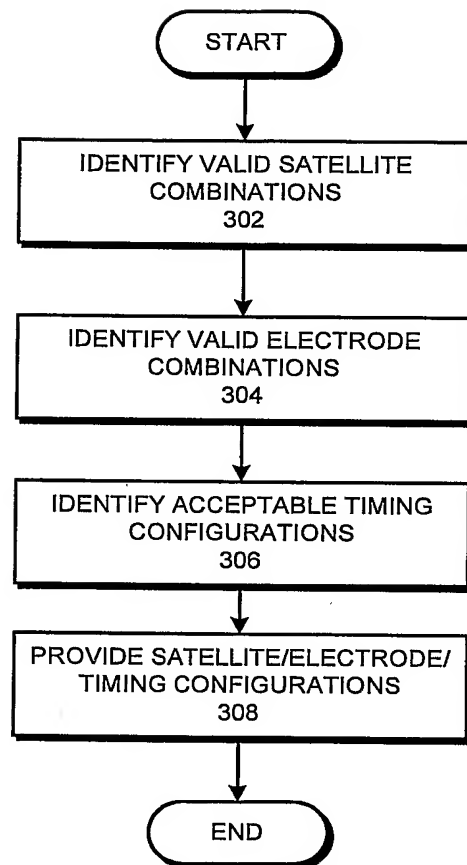 START
IDENTIFY VALID SATELLITE
COMBINATIONS
302
IDENTIFY VALID ELECTRODE
COMBINATIONS
304
IDENTIFY ACCEPTABLE TIMING
CONFIGURATIONS
306
PROVIDE SATELLITE/ELECTRODE/
TIMING CONFIGURATIONS
308
END